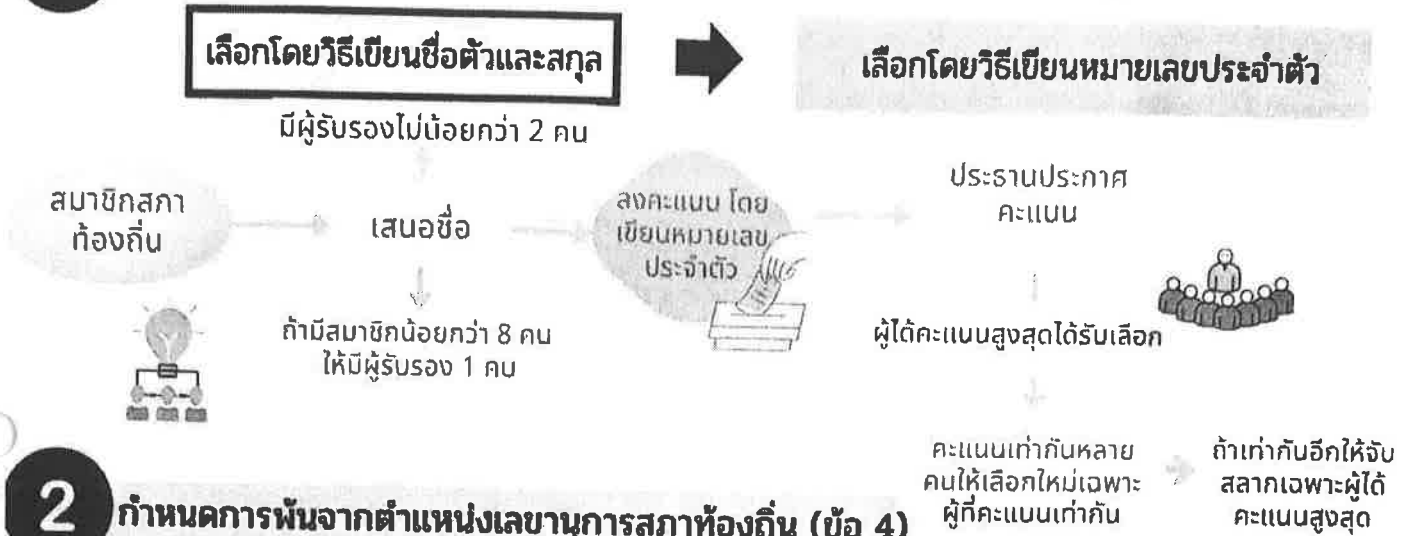 เลือกโดยวิธีเขียนชื่อตัวและสกุล
เลือกโดยวิธีเขียนหมายเลขประจำตัว
มีผู้รับรองไม่น้อยกว่า 2 คน
สมาชิกสภา
ท้องถิ่น
เสนอชื่อ
ลงคะแนน โดย
เขียนหมายเลข
ประจำตัว
ประธานประกาศ
คะแนน
ถ้ามีสมาชิกน้อยกว่า 8 คน
ให้มีผู้รับรอง 1 คน
ผู้ได้คะแนนสูงสุดได้รับเลือก
คะแนนเท่ากันหลาย
คนให้เลือกใหม่เฉพาะ
ผู้ที่คะแนนเท่ากัน
ถ้าเท่ากันอีกให้จับ
สลากเฉพาะผู้ได้
คะแนนสูงสุด
2
กำหนดการพ้นจากตำแหน่งเลขานุการสภาท้องถิ่น (ข้อ 4)